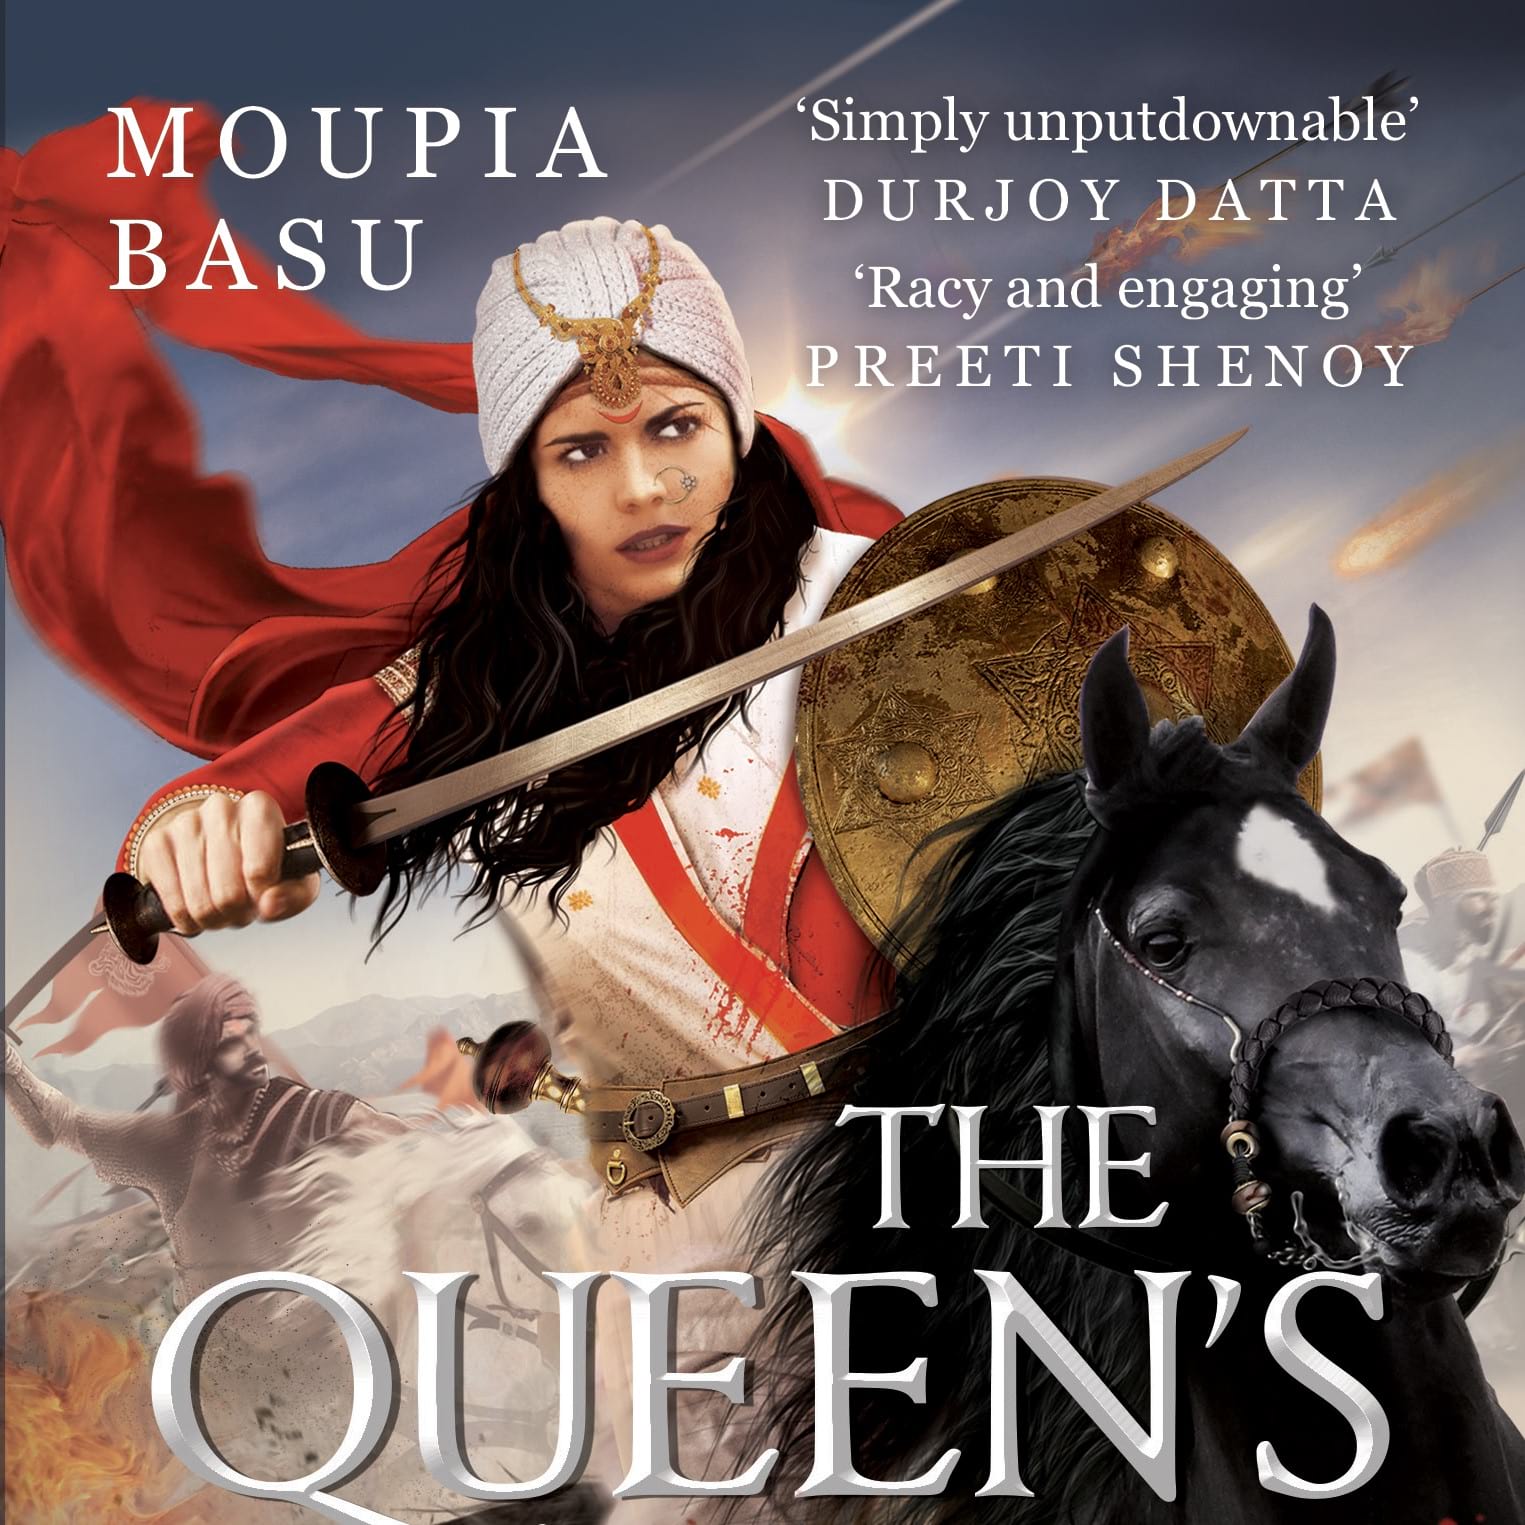 MOUPIA
BASU
‘Simply unputdownable’
DURJOY DATTA
‘Racy and engaging’
PREETI SHENOY
THE
QUEEN’S